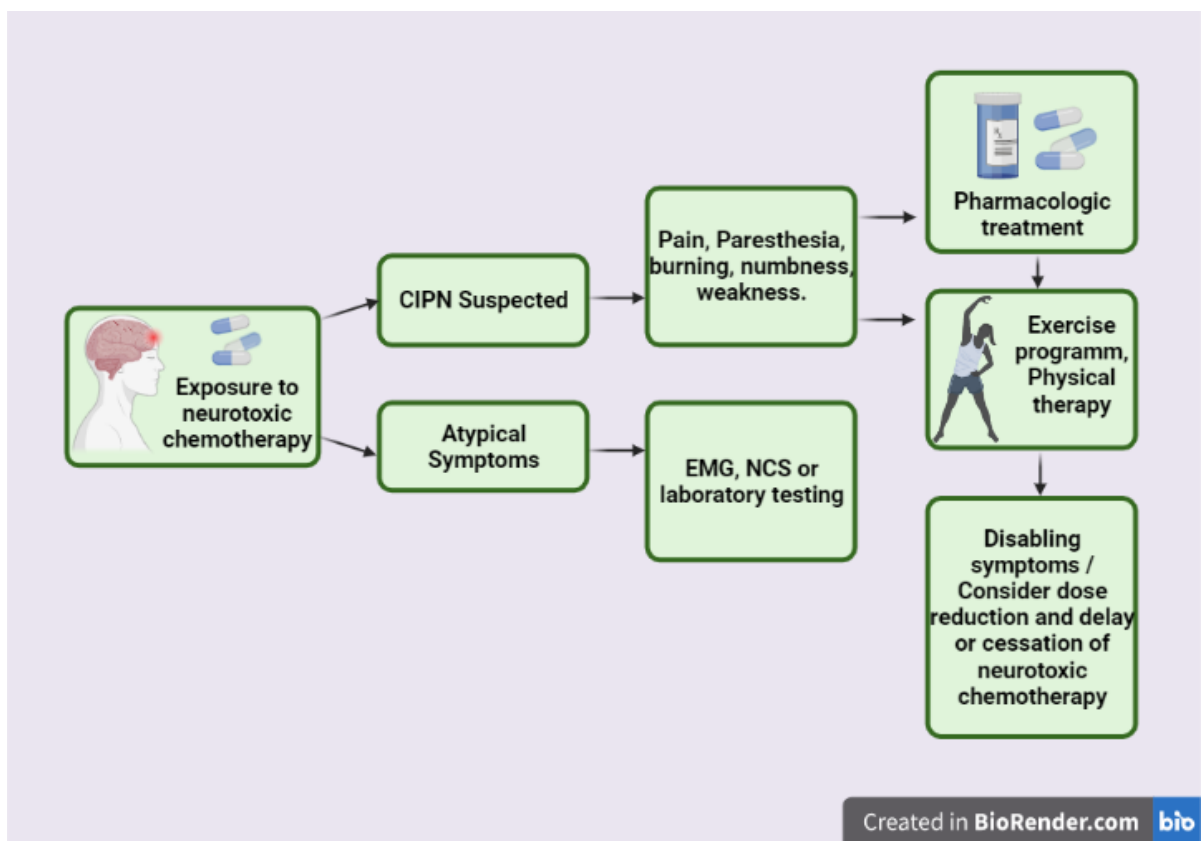 Exposure to
neurotoxic
chemotherapy
CIPN Suspected
Atypical
Symptoms
Pain, Paresthesia,
burning, numbness,
weakness.
EMG, NCS or
laboratory testing
Pharmacologic
treatment
Exercise
programm,
Physical
therapy
Disabling
symptoms /
Consider dose
reduction and delay
or cessation of
neurotoxic
chemotherapy
Created in BioRender.com bio